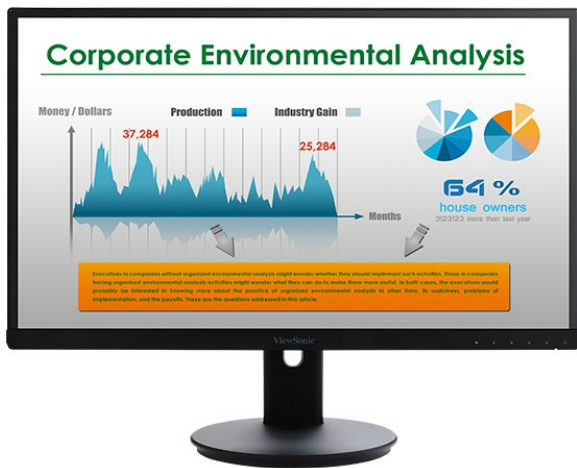 Corporate Environmental Analysis
Money / Dollars
Production
Industry Gain
37,284
25,284
Months
64 %
house owners
3123123 more than last year
Executives in companies without organized environmental analysis might wonder whether they should implement such activities. Those in companies
having organized environmental analysis activities might wonder what they can do to make them more useful. In both cases, the executives would
probably be interested in knowing more about the practice of organized environmental analysis in other firms, its usefulness, problems of
implementation, and the payoffs. These are the questions addressed in this article.
ViewSonic